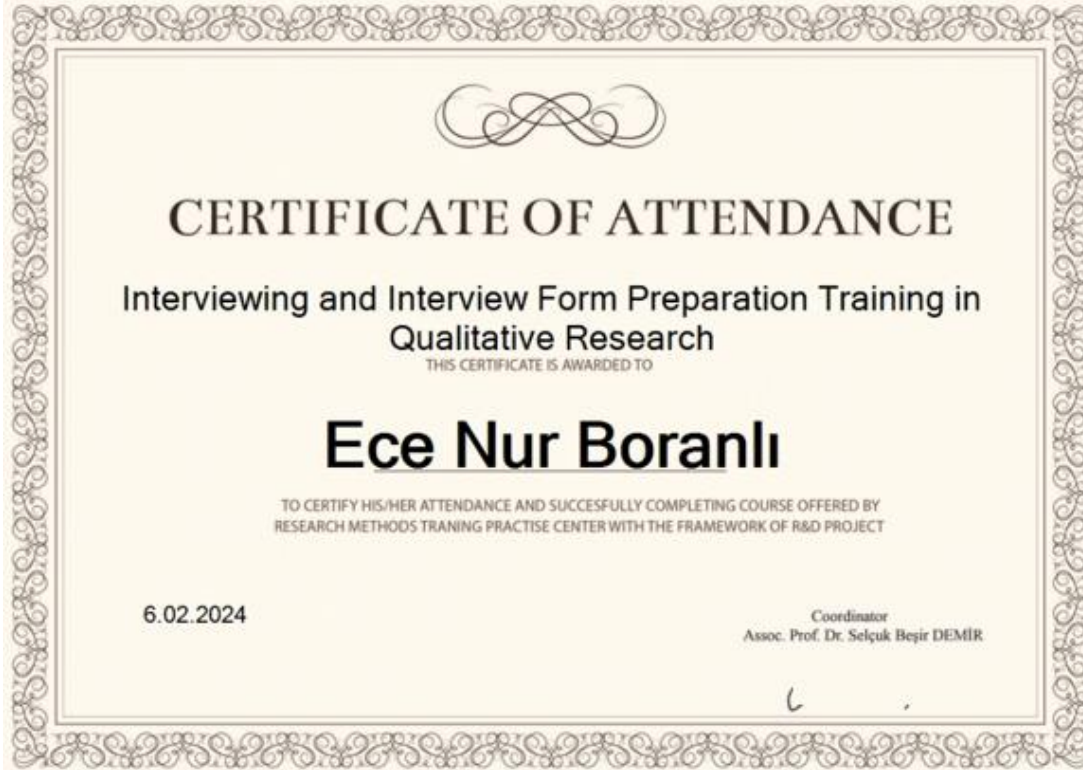 CERTIFICATE OF ATTENDANCE
Interviewing and Interview Form Preparation Training in
Qualitative Research
THIS CERTIFICATE IS AWARDED TO
Ece Nur Boranlı
TO CERTIFY HIS/HER ATTENDANCE AND SUCCESFULLY COMPLETING COURSE OFFERED BY
RESEARCH METHODS TRANING PRACTISE CENTER WITH THE FRAMEWORK OF R&D PROJECT
6.02.2024
Coordinator
Assoc. Prof. Dr. Selçuk Beşir DEMİR